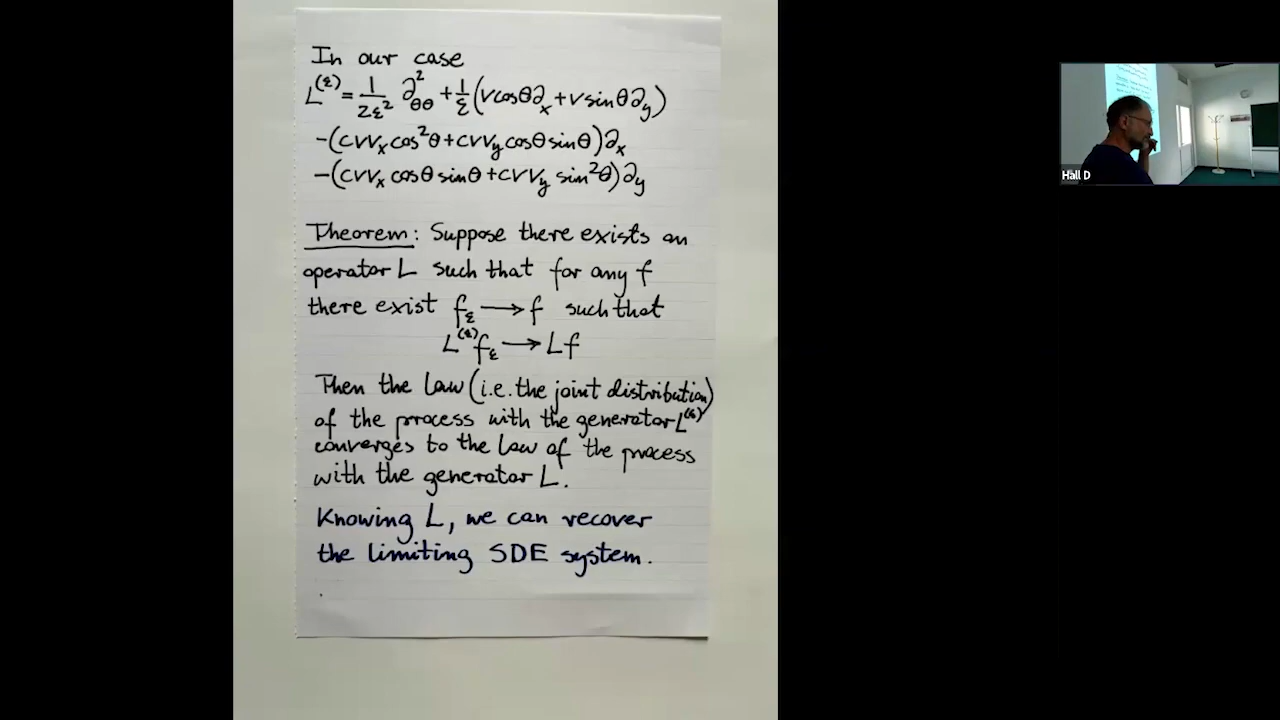 In our case
L^(ε) = 1/2ε² ∂²_θθ + 1/ε (v cosθ ∂_x + v sinθ ∂_y)
-(cvv_x cos²θ + cvv_y cosθ sinθ)∂_x
-(cvv_x cosθ sinθ + cvv_y sin²θ)∂_y
Theorem: Suppose there exists an
operator L such that for any f
there exist f_ε → f such that
L^(ε) f_ε → Lf
Then the law (i.e. the joint distribution)
of the process with the generator L^(ε)
converges to the law of the process
with the generator L.
Knowing L, we can recover
the limiting SDE system.
Hall D